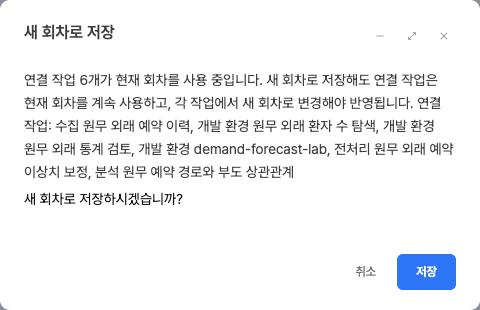 새 회차로 저장
연결 작업 6개가 현재 회차를 사용 중입니다. 새 회차로 저장해도 연결 작업은
현재 회차를 계속 사용하고, 각 작업에서 새 회차로 변경해야 반영됩니다. 연결
작업: 수집 원무 외래 예약 이력, 개발 환경 원무 외래 환자 수 탐색, 개발 환경
원무 외래 통계 검토, 개발 환경 demand-forecast-lab, 전처리 원무 외래 예약
이상치 보정, 분석 원무 예약 경로와 부도 상관관계
새 회차로 저장하시겠습니까?
취소
저장